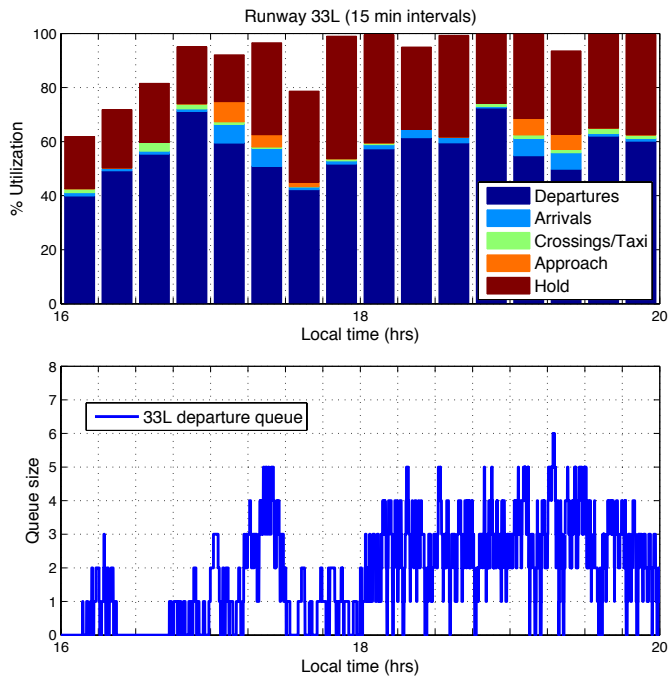 Runway 33L (15 min intervals)
100
80
60
40
20
0
% Utilization
Departures
Arrivals
Crossings/Taxi
Approach
Hold
16 18 20
Local time (hrs)
8
7
6
5
4
3
2
1
0
Queue size
33L departure queue
16 18 20
Local time (hrs)